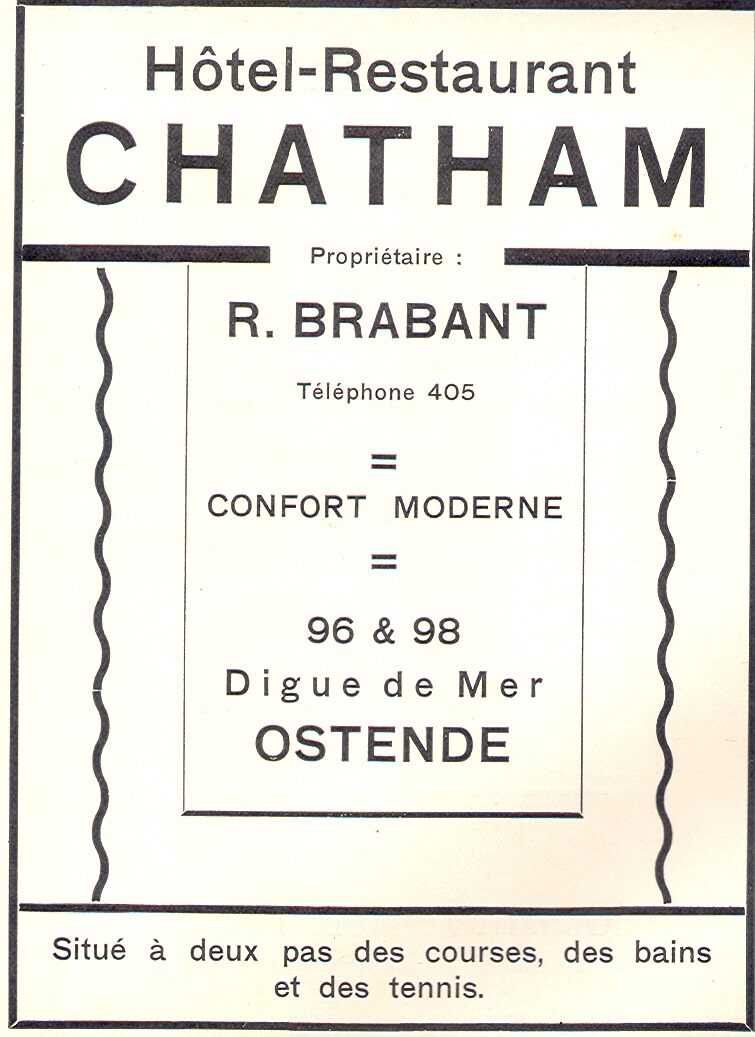 Hôtel-Restaurant
CHATHAM
Propriétaire :
R. BRABANT
Téléphone 405
=
CONFORT MODERNE
=
96 & 98
Digue de Mer
OSTENDE
Situé à deux pas des courses, des bains
et des tennis.